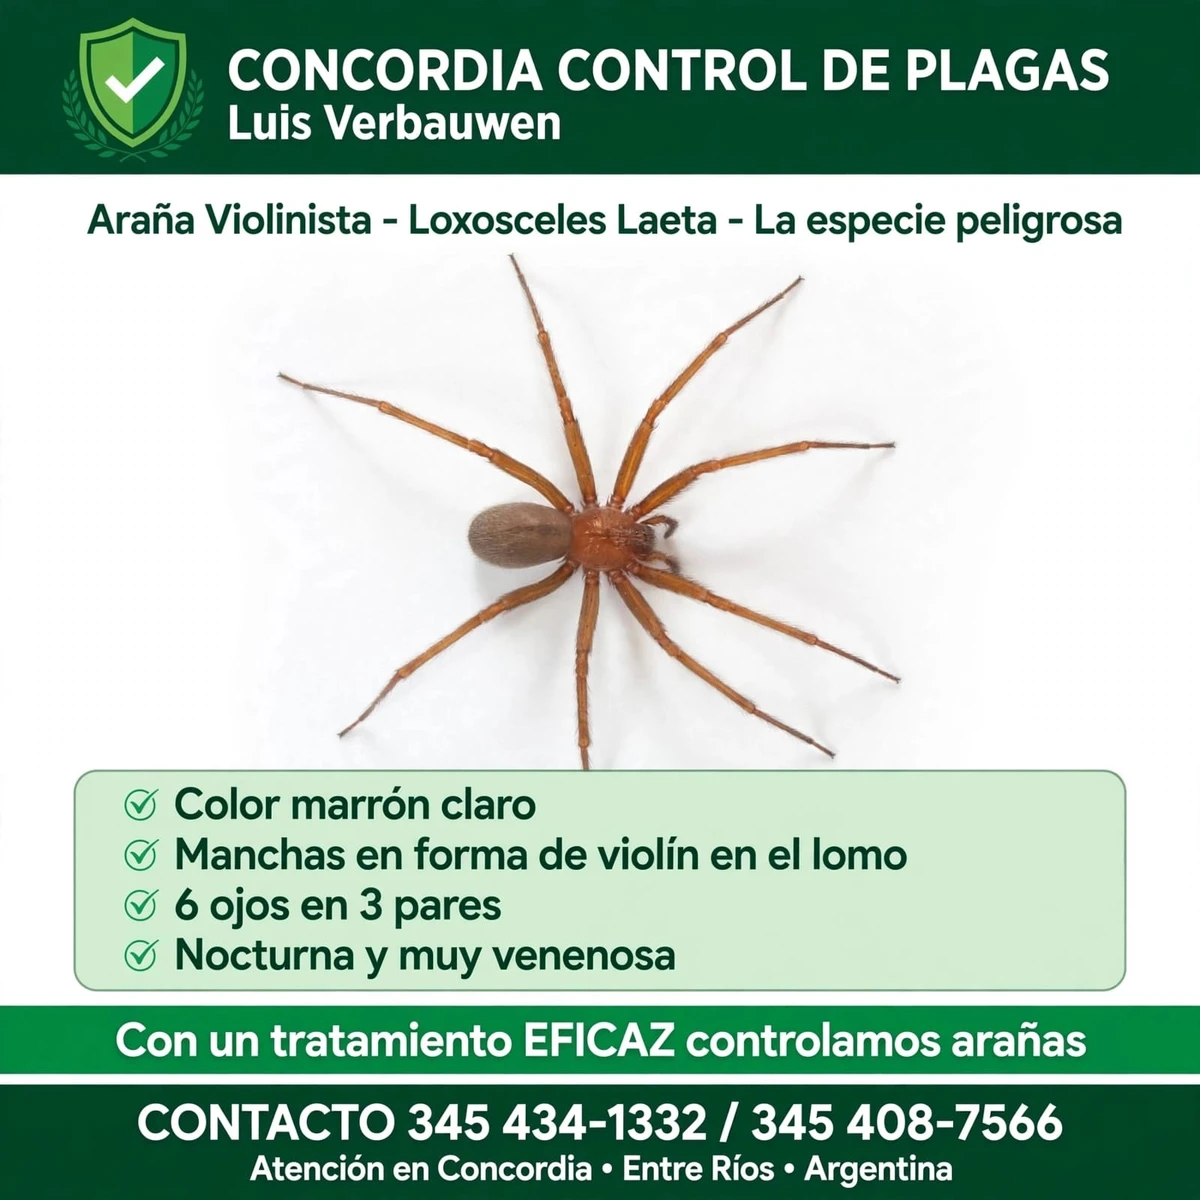 CONCORDIA CONTROL DE PLAGAS
Luis Verbauwen
Araña Violinista - Loxosceles Laeta - La especie peligrosa
Color marrón claro
Manchas en forma de violín en el lomo
6 ojos en 3 pares
Nocturna y muy venenosa
Con un tratamiento EFICAZ controlamos arañas
CONTACTO 345 434-1332 / 345 408-7566
Atención en Concordia • Entre Ríos • Argentina